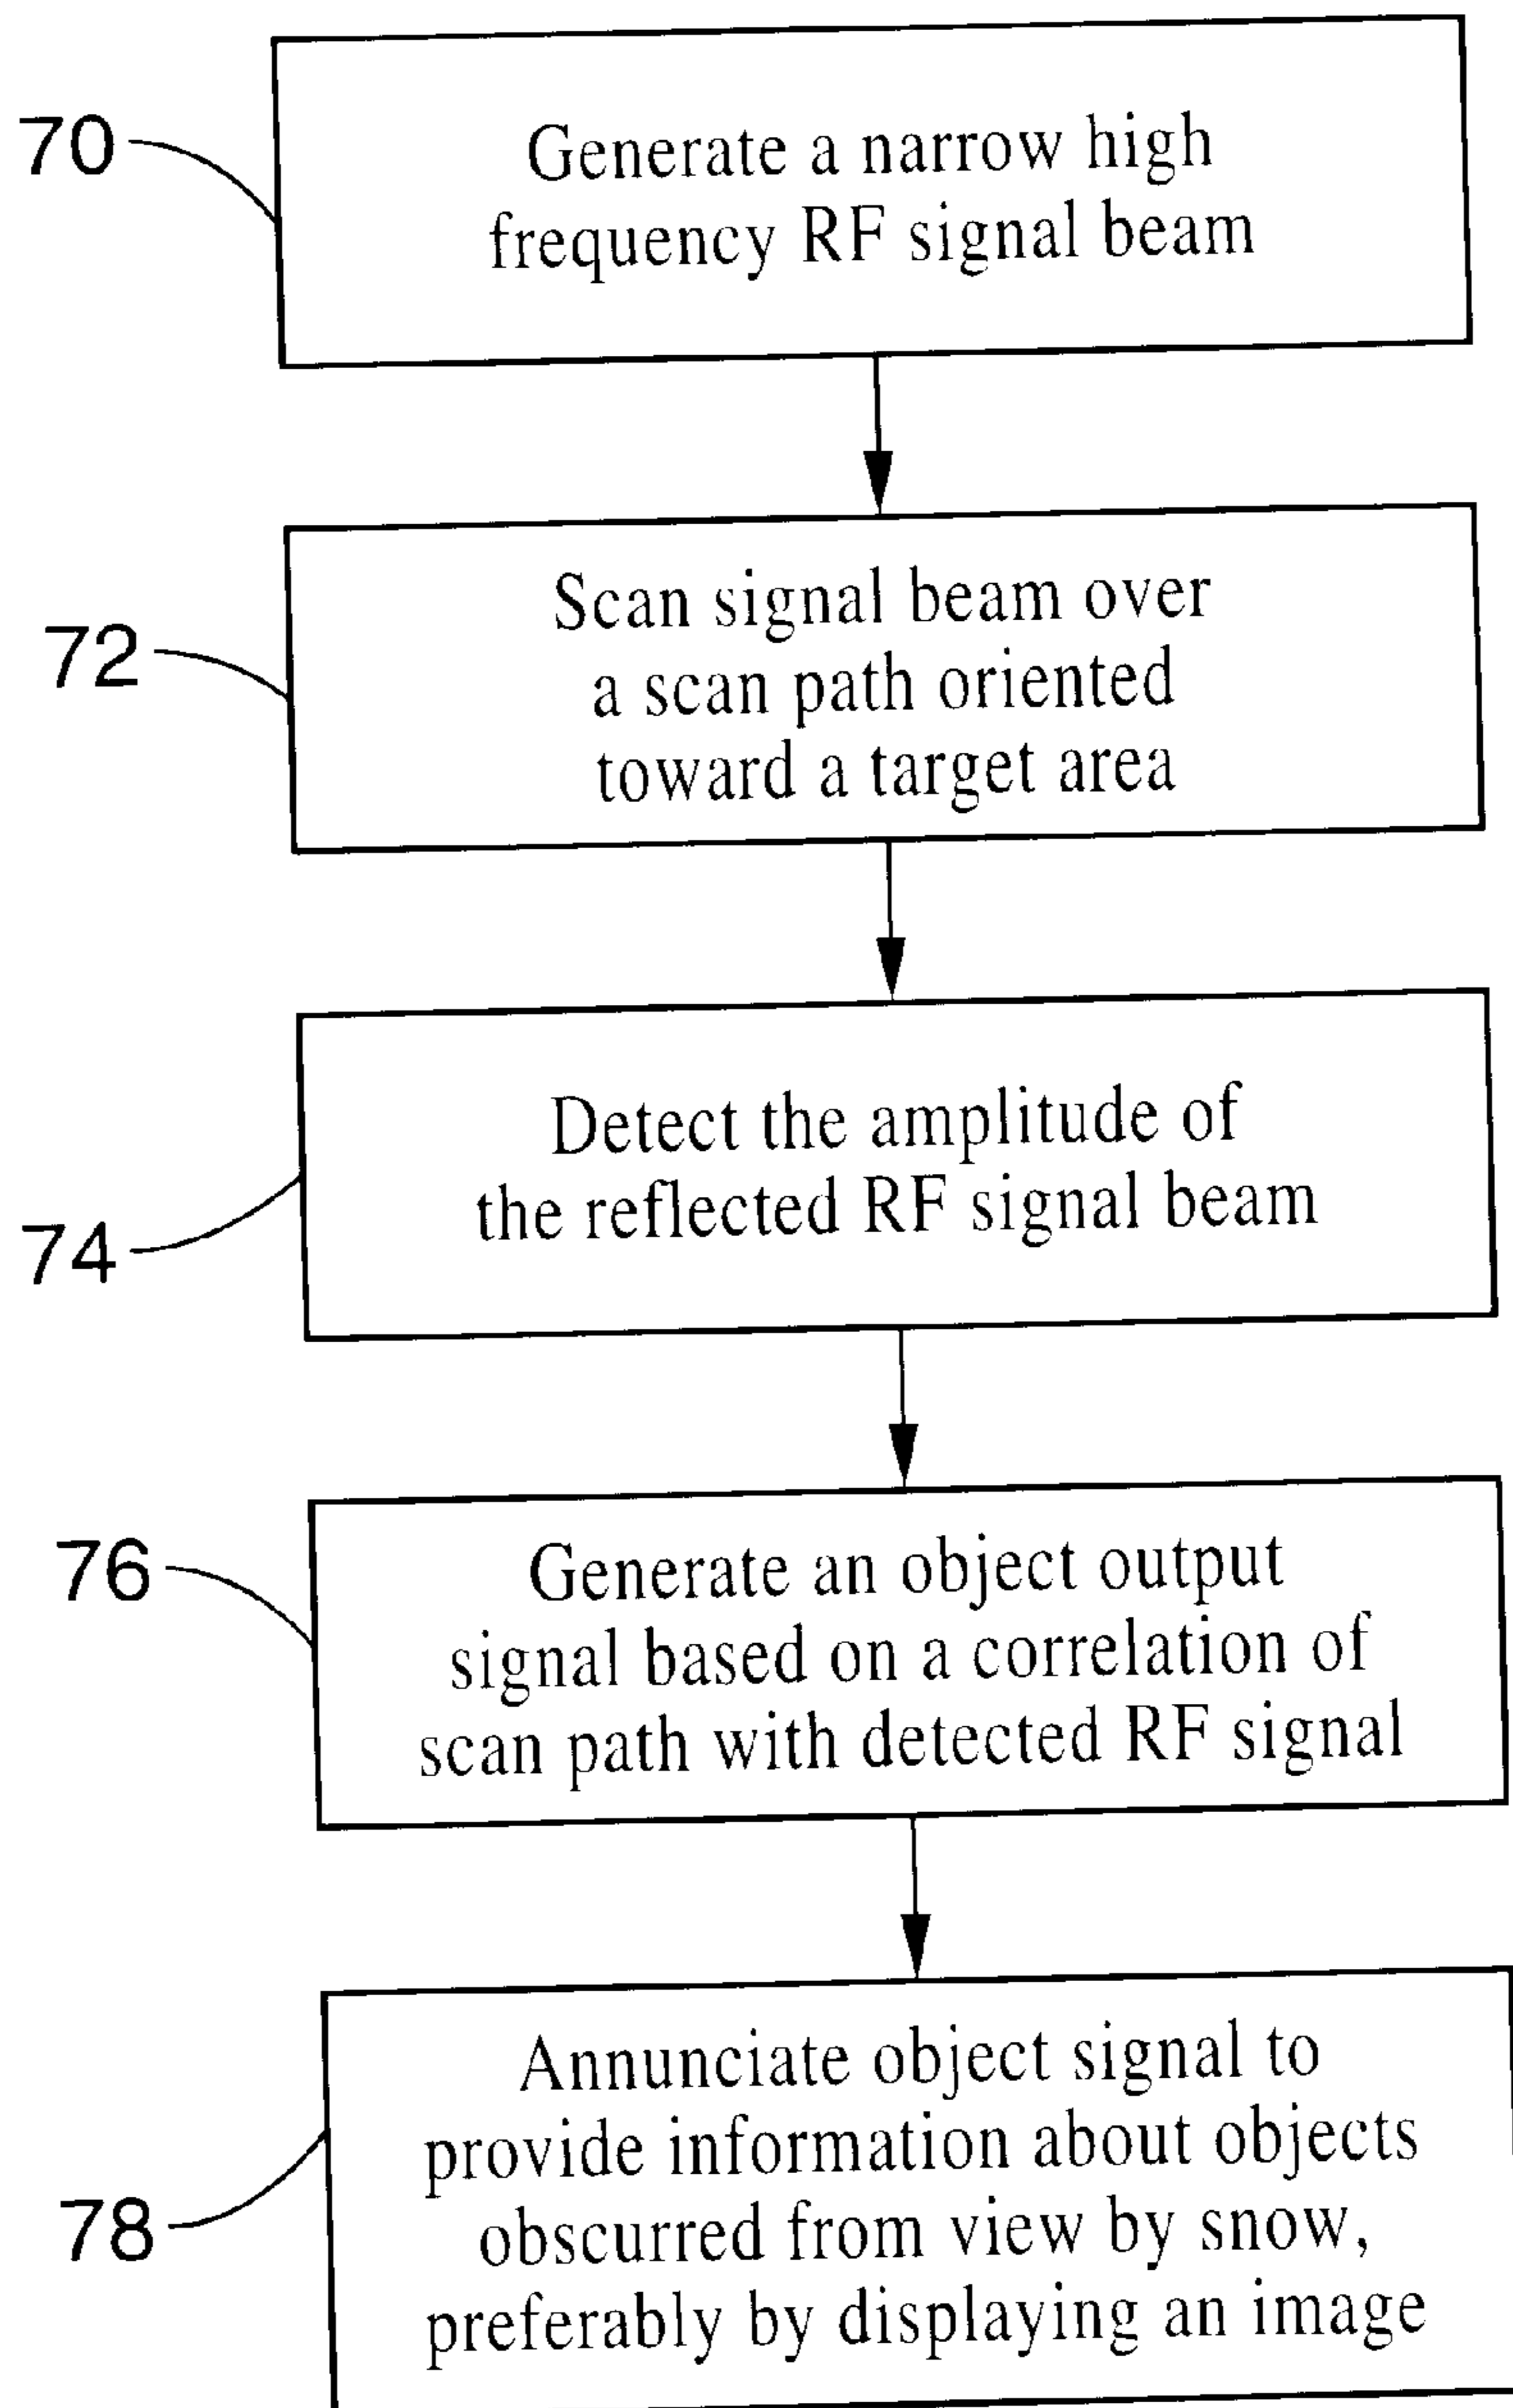 70
Generate a narrow high
frequency RF signal beam
72
Scan signal beam over
a scan path oriented
toward a target area
74
Detect the amplitude of
the reflected RF signal beam
76
Generate an object output
signal based on a correlation of
scan path with detected RF signal
78
Annunciate object signal to
provide information about objects
obscurred from view by snow,
preferably by displaying an image